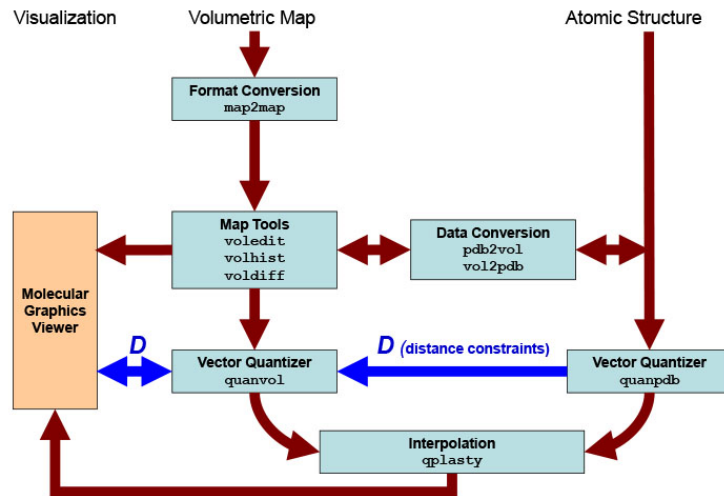 Visualization
Volumetric Map
Atomic Structure
Format Conversion
map2map
Map Tools
voledit
volhist
voldiff
Data Conversion
pdb2vol
vol2pdb
Molecular
Graphics
Viewer
D
D (distance constraints)
Vector Quantizer
quanvol
Vector Quantizer
quanpdb
Interpolation
qplasty